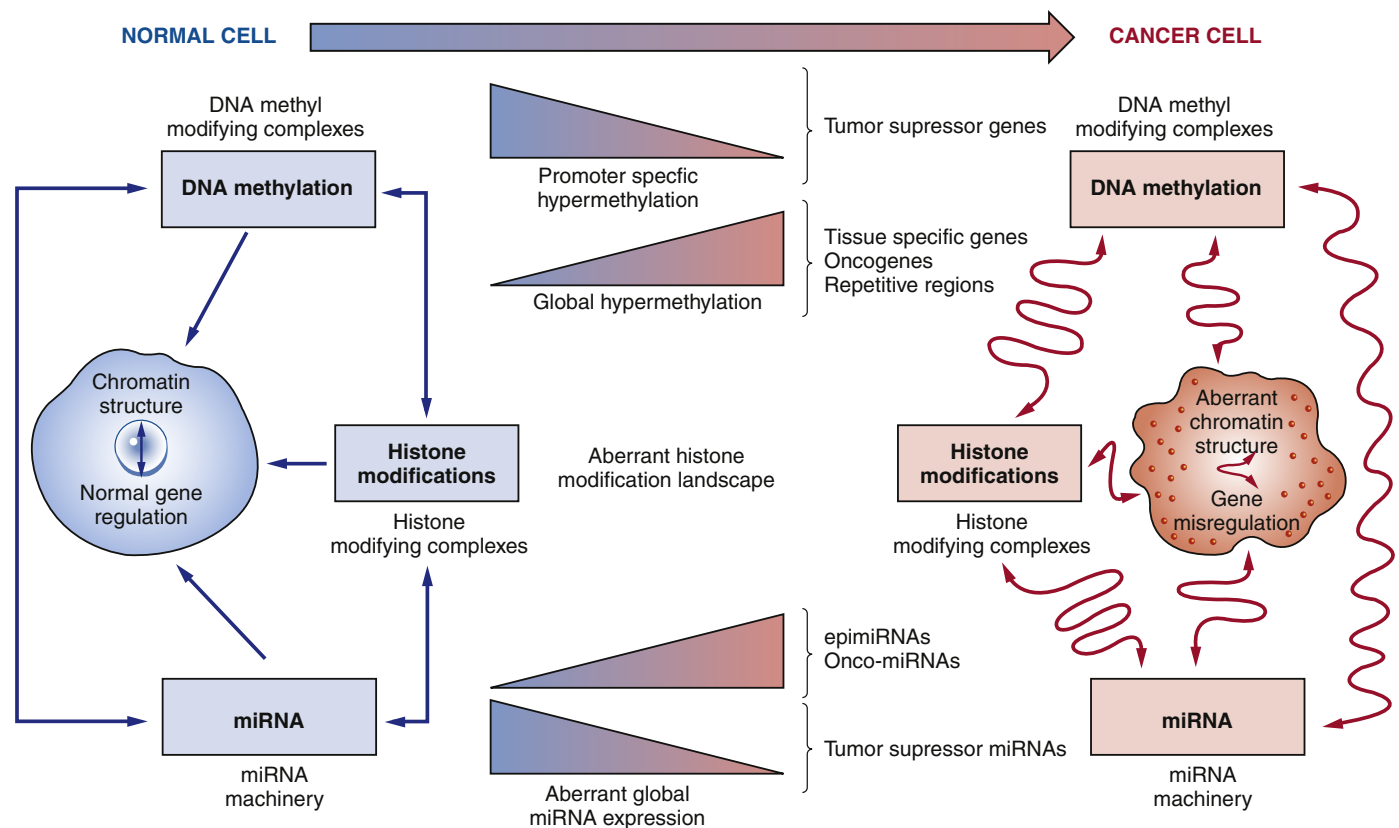 NORMAL CELL
CANCER CELL
DNA methyl
modifying complexes
DNA methylation
Chromatin
structure
Normal gene
regulation
Histone
modifications
Histone
modifying complexes
miRNA
miRNA
machinery
Tumor supressor genes
Promoter specfic
hypermethylation
Tissue specific genes
Oncogenes
Repetitive regions
Global hypermethylation
Aberrant histone
modification landscape
epimiRNAs
Onco-miRNAs
Tumor supressor miRNAs
Aberrant global
miRNA expression
DNA methyl
modifying complexes
DNA methylation
Histone
modifications
Histone
modifying complexes
Aberrant
chromatin
structure
Gene
misregulation
miRNA
miRNA
machinery